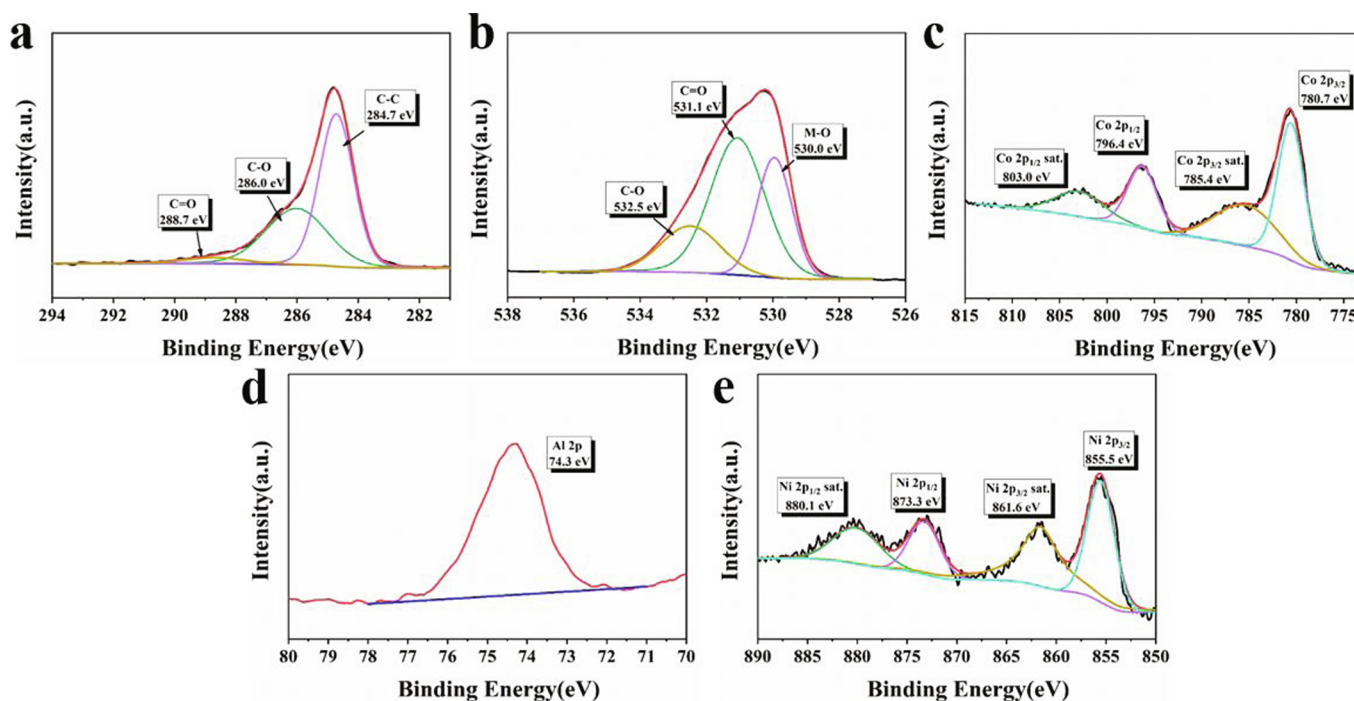 a
C-C
284.7 eV
C-O
286.0 eV
C=O
288.7 eV
Intensity(a.u.)
294 292 290 288 286 284 282
Binding Energy(eV)
b
C=O
531.1 eV
M-O
530.0 eV
C-O
532.5 eV
Intensity(a.u.)
538 536 534 532 530 528 526
Binding Energy(eV)
c
Co 2p3/2
780.7 eV
Co 2p1/2
796.4 eV
Co 2p1/2 sat.
803.0 eV
Co 2p3/2 sat.
785.4 eV
Intensity(a.u.)
815 810 805 800 795 790 785 780 775
Binding Energy(eV)
d
Al 2p
74.3 eV
Intensity(a.u.)
80 79 78 77 76 75 74 73 72 71 70
Binding Energy(eV)
e
Ni 2p3/2
855.5 eV
Ni 2p1/2 sat.
880.1 eV
Ni 2p1/2
873.3 eV
Ni 2p3/2 sat.
861.6 eV
Intensity(a.u.)
890 885 880 875 870 865 860 855 850
Binding Energy(eV)